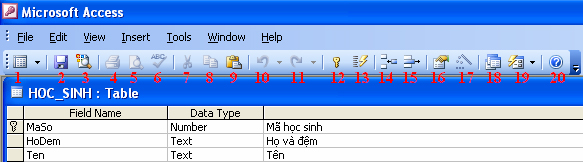 Microsoft Access
File Edit View Insert Tools Window Help
1 2 3 4 5 6 7 8 9 10 11 12 13 14 15 16 17 18 19 20
HOC_SINH : Table
Field Name Data Type
MaSo Number Mã học sinh
HoDem Text Họ và đệm
Ten Text Tên